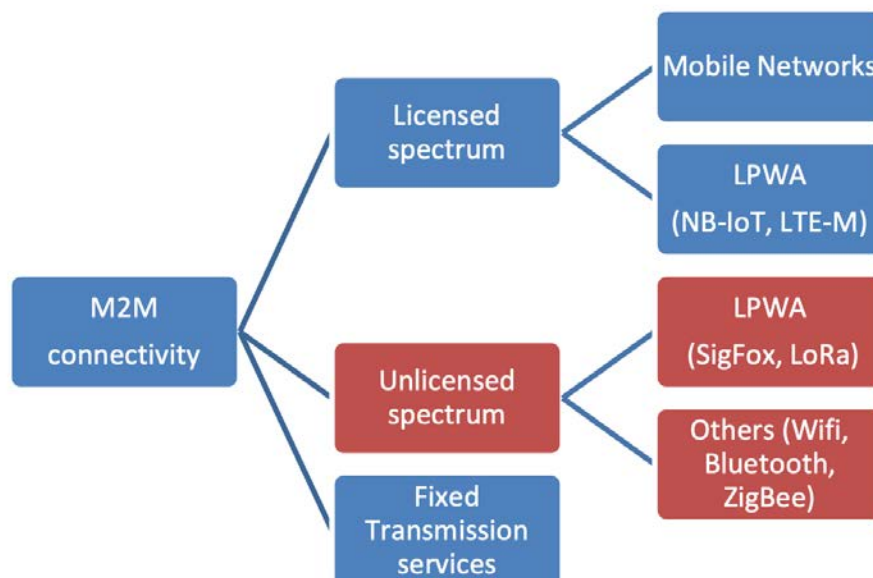 M2M
connectivity
Licensed
spectrum
Mobile Networks
LPWA
(NB-IoT, LTE-M)
Unlicensed
spectrum
LPWA
(SigFox, LoRa)
Others (Wifi,
Bluetooth,
ZigBee)
Fixed
Transmission
services